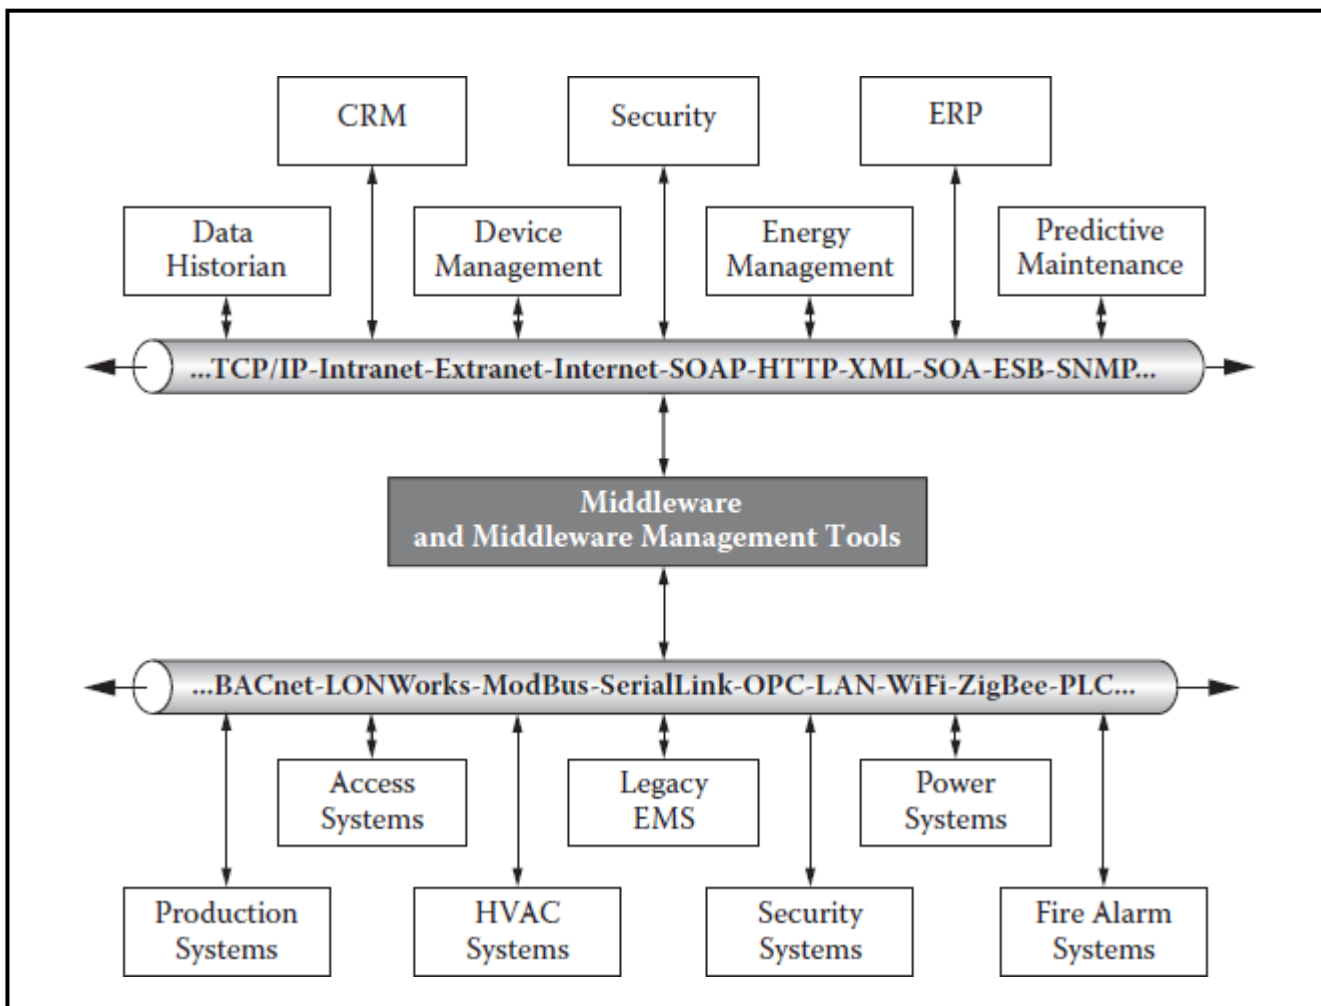 CRM
Security
ERP
Data
Historian
Device
Management
Energy
Management
Predictive
Maintenance
...TCP/IP-Intranet-Extranet-Internet-SOAP-HTTP-XML-SOA-ESB-SNMP...
Middleware
and Middleware Management Tools
...BACnet-LONWorks-ModBus-SerialLink-OPC-LAN-WiFi-ZigBee-PLC...
Access
Systems
Legacy
EMS
Power
Systems
Production
Systems
HVAC
Systems
Security
Systems
Fire Alarm
Systems